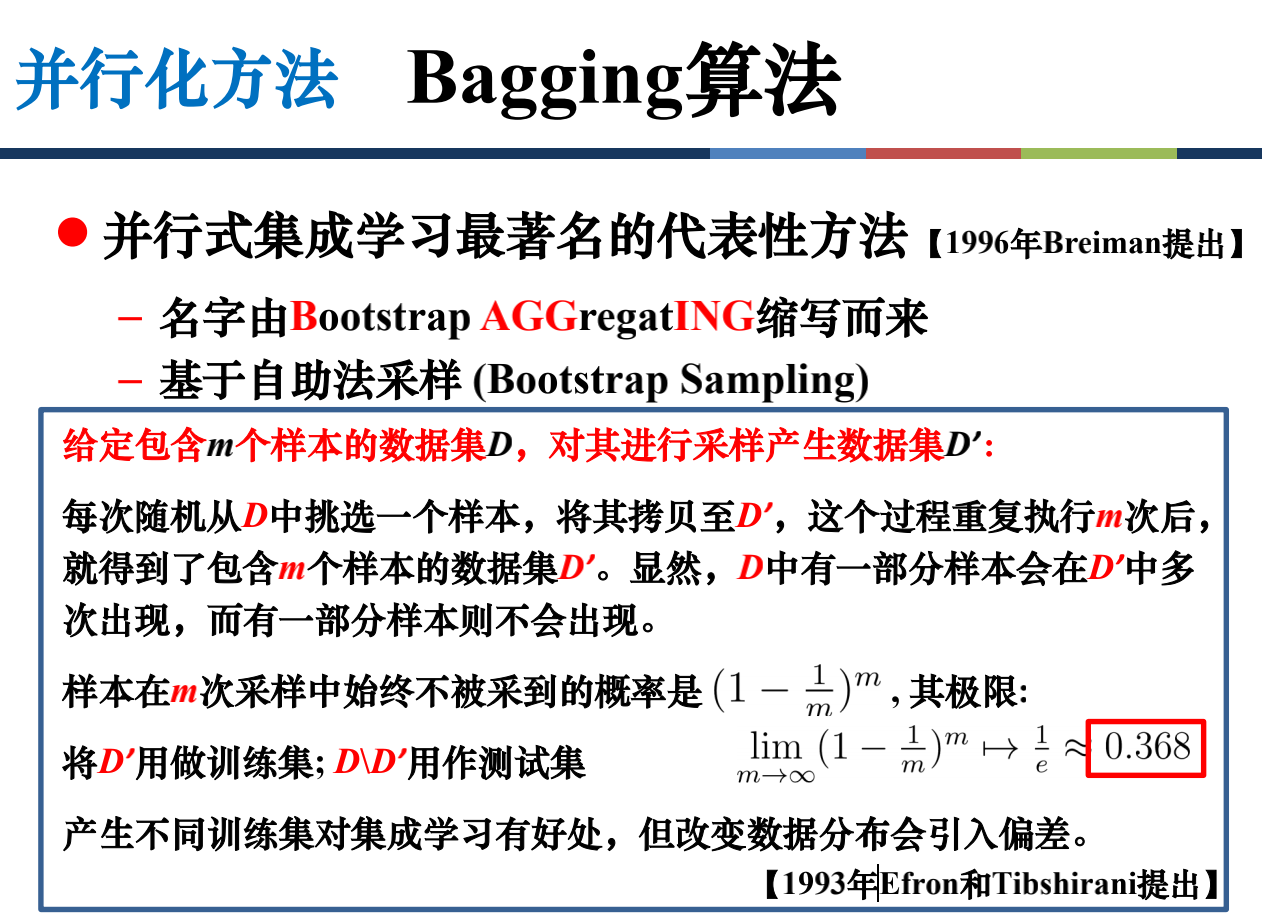 并行化方法 Bagging算法
● 并行式集成学习最著名的代表性方法【1996年Breiman提出】
– 名字由Bootstrap AGGregatING缩写而来
– 基于自助法采样 (Bootstrap Sampling)
给定包含m个样本的数据集D，对其进行采样产生数据集D′:
每次随机从D中挑选一个样本，将其拷贝至D′，这个过程重复执行m次后，
就得到了包含m个样本的数据集D′。显然，D中有一部分样本会在D′中多
次出现，而有一部分样本则不会出现。
样本在m次采样中始终不被采到的概率是 (1 − 1/m)^m , 其极限:
将D′用做训练集; D\D′用作测试集 lim m→∞ (1 − 1/m)^m ↦ 1/e ≈ 0.368
产生不同训练集对集成学习有好处，但改变数据分布会引入偏差。
【1993年Efron和Tibshirani提出】